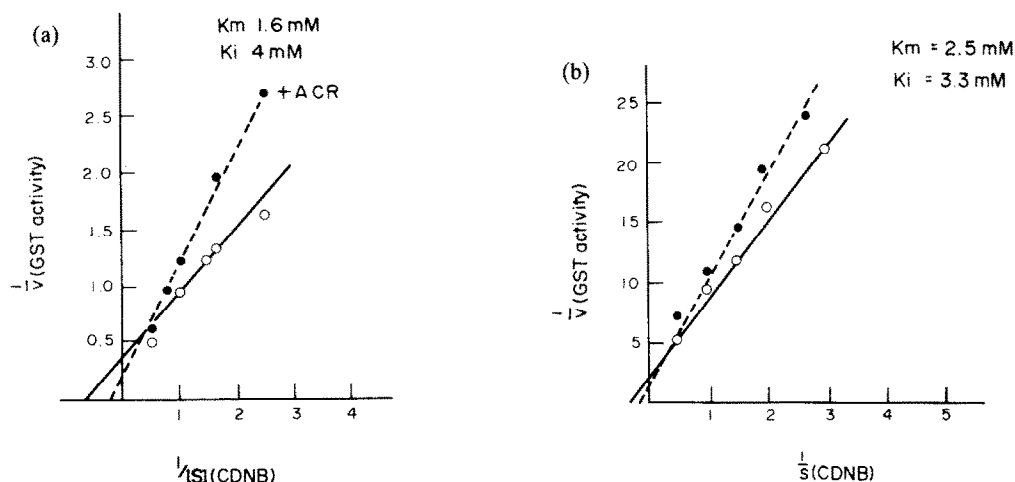 (a)
Km 1.6 mM
Ki 4 mM
3.0
2.5
2.0
1.5
1.0
0.5
+ACR
1/v (GST activity)
1 2 3 4
1/[S] (CDNB)
(b)
Km = 2.5 mM
Ki = 3.3 mM
25
20
15
10
5
1/v (GST activity)
1 2 3 4 5
1/s (CDNB)